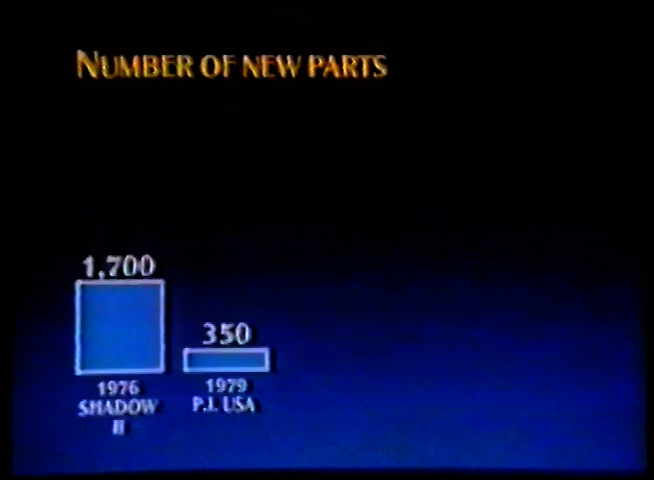 NUMBER OF NEW PARTS
1,700
350
1976
SHADOW
II
1979
P.I. USA